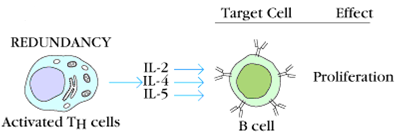 Target Cell Effect
REDUNDANCY
IL-2
IL-4
IL-5
Proliferation
Activated TH cells
B cell